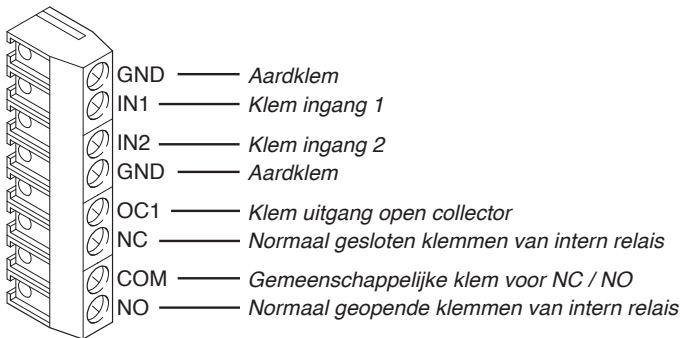 GND Aardklem
IN1 Klem ingang 1
IN2 Klem ingang 2
GND Aardklem
OC1 Klem uitgang open collector
NC Normaal gesloten klemmen van intern relais
COM Gemeenschappelijke klem voor NC / NO
NO Normaal geopende klemmen van intern relais